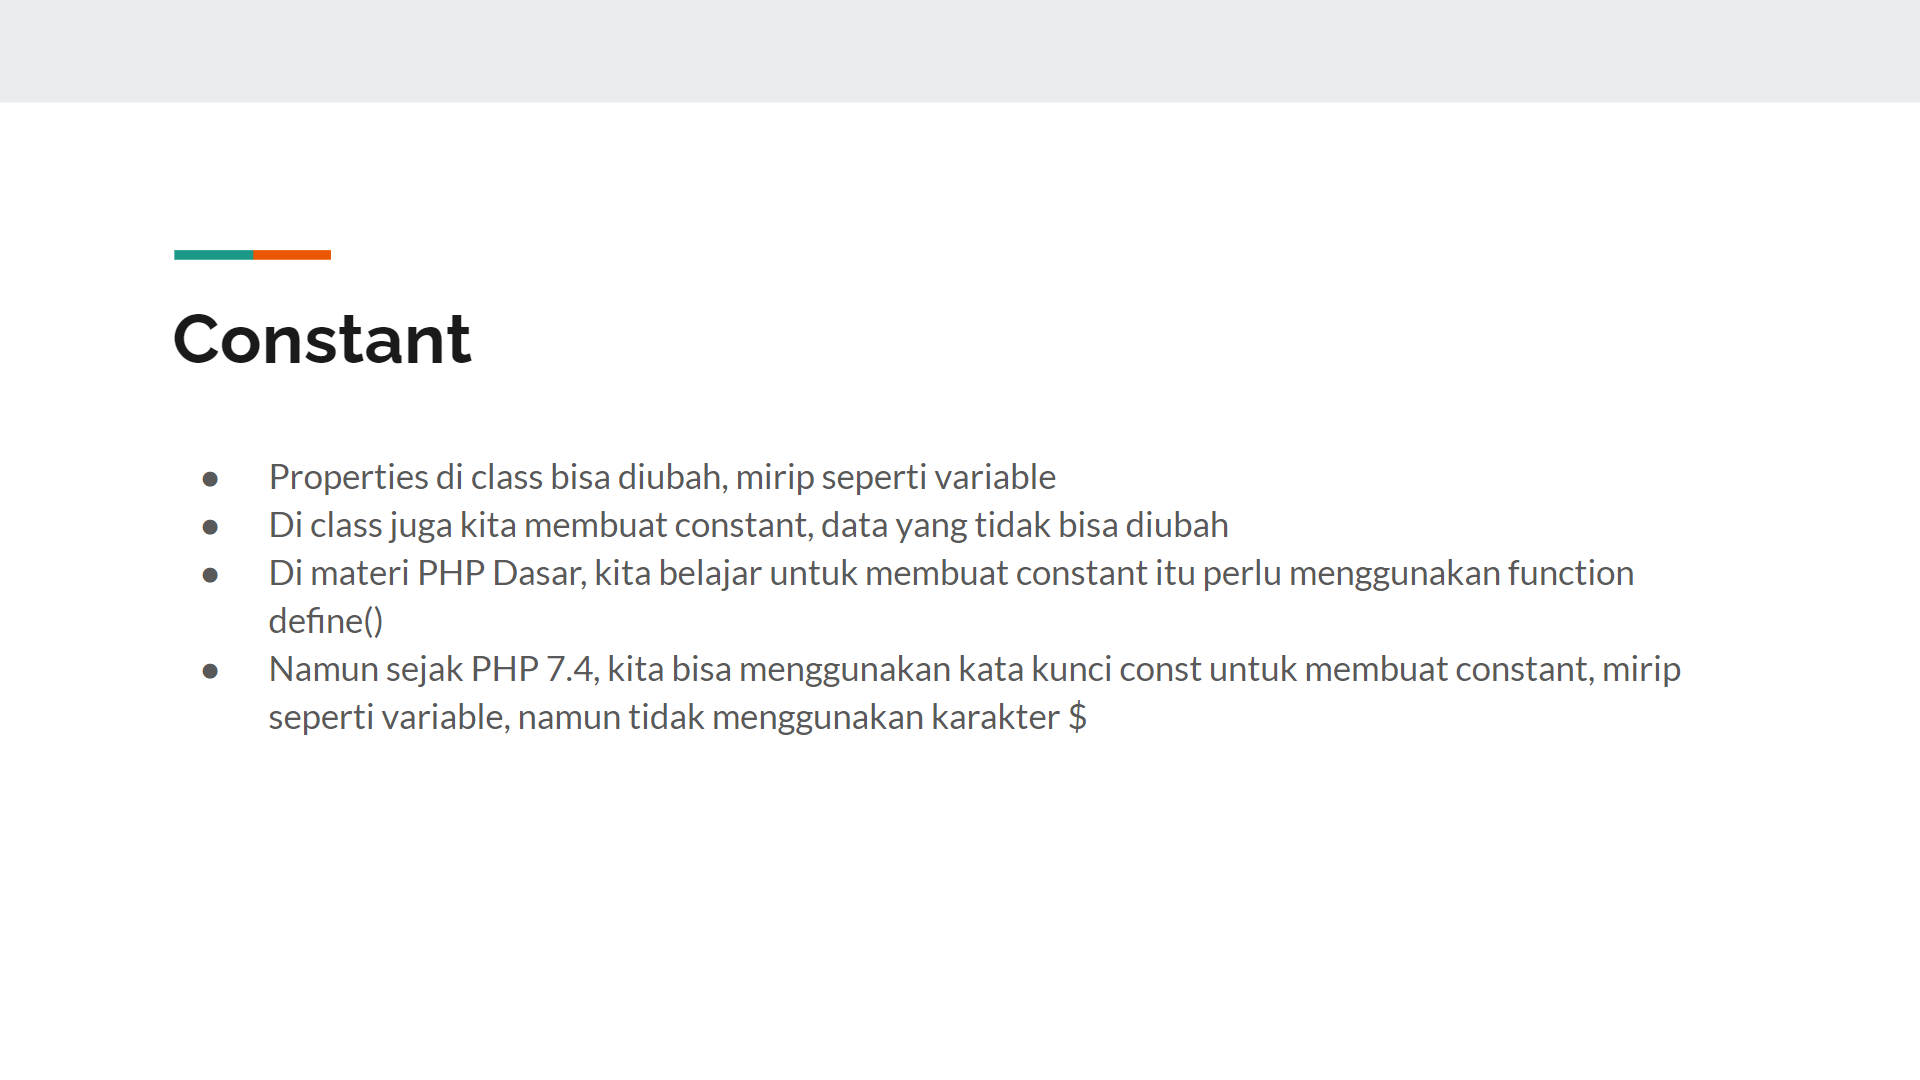 Constant
● Properties di class bisa diubah, mirip seperti variable
● Di class juga kita membuat constant, data yang tidak bisa diubah
● Di materi PHP Dasar, kita belajar untuk membuat constant itu perlu menggunakan function
define()
● Namun sejak PHP 7.4, kita bisa menggunakan kata kunci const untuk membuat constant, mirip
seperti variable, namun tidak menggunakan karakter $